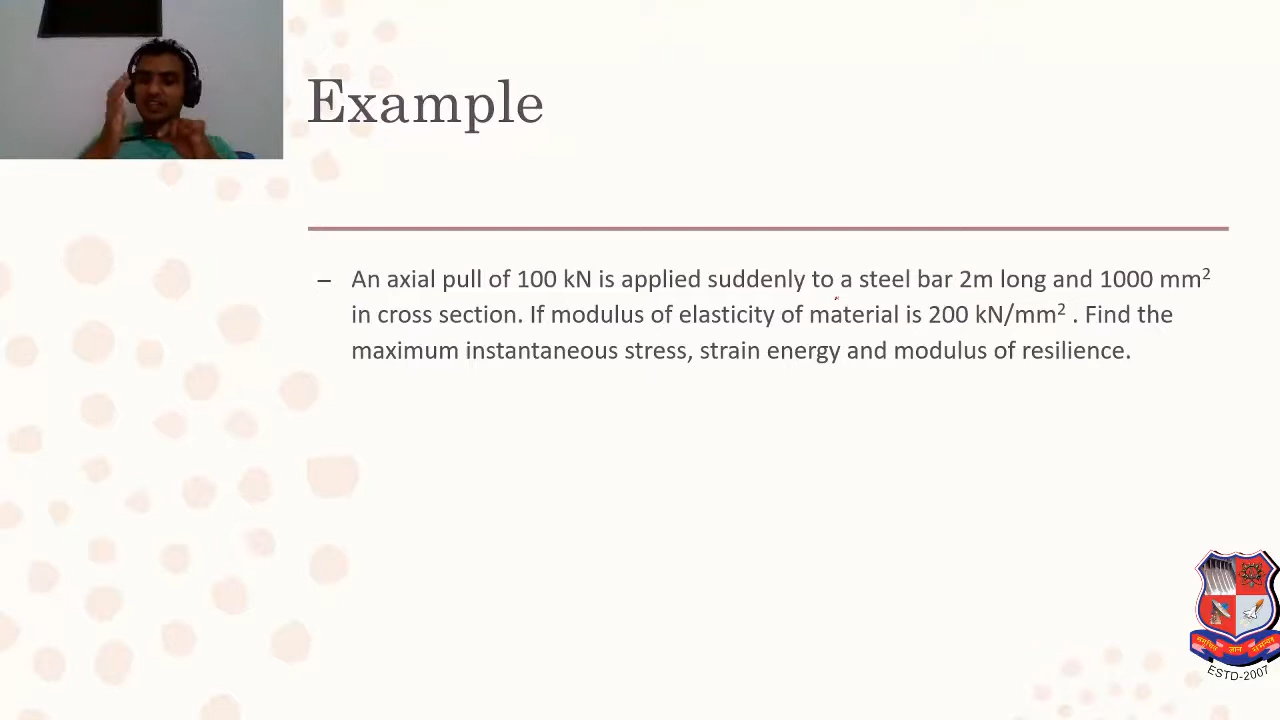 Example
– An axial pull of 100 kN is applied suddenly to a steel bar 2m long and 1000 mm²
in cross section. If modulus of elasticity of material is 200 kN/mm² . Find the
maximum instantaneous stress, strain energy and modulus of resilience.
ESTD-2007